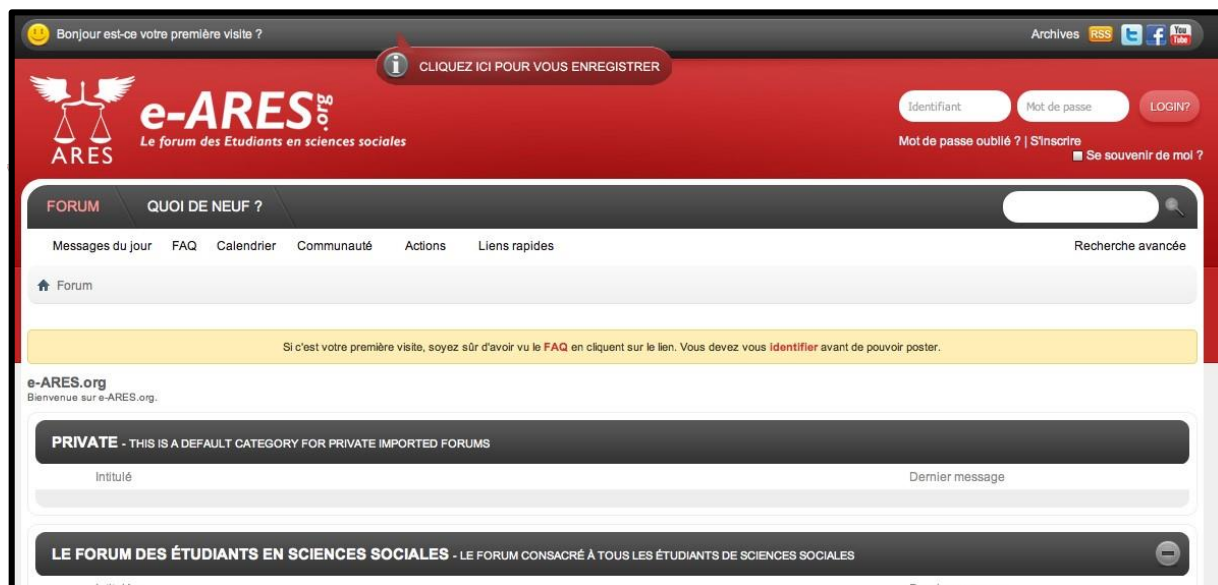 Bonjour est-ce votre première visite ?
Archives RSS You Tube
CLIQUEZ ICI POUR VOUS ENREGISTRER
ARES
e-ARES.org
Le forum des Etudiants en sciences sociales
Identifiant Mot de passe LOGIN?
Mot de passe oublié ? | S'inscrire
Se souvenir de moi ?
FORUM QUOI DE NEUF ?
Messages du jour FAQ Calendrier Communauté Actions Liens rapides Recherche avancée
Forum
Si c'est votre première visite, soyez sûr d'avoir vu le FAQ en cliquent sur le lien. Vous devez vous identifier avant de pouvoir poster.
e-ARES.org
Bienvenue sur e-ARES.org.
PRIVATE - THIS IS A DEFAULT CATEGORY FOR PRIVATE IMPORTED FORUMS
Intitulé Dernier message
LE FORUM DES ÉTUDIANTS EN SCIENCES SOCIALES - LE FORUM CONSACRÉ À TOUS LES ÉTUDIANTS DE SCIENCES SOCIALES